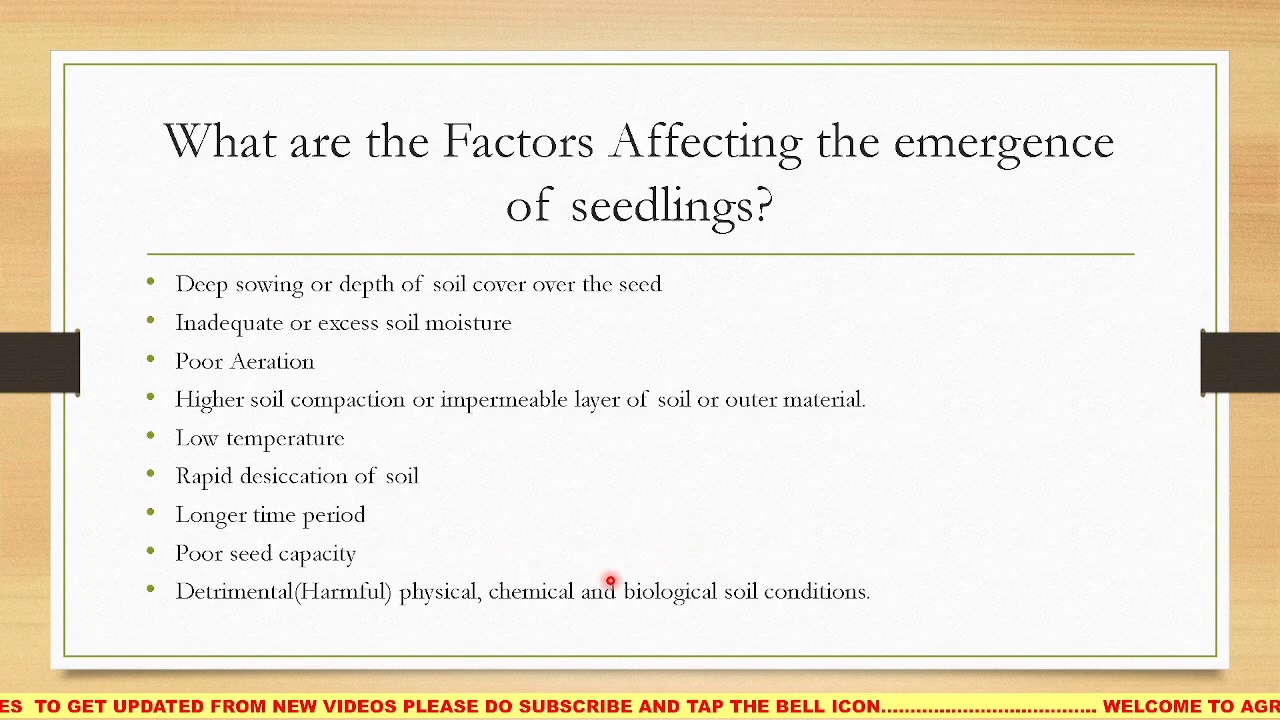 What are the Factors Affecting the emergence
of seedlings?
• Deep sowing or depth of soil cover over the seed
• Inadequate or excess soil moisture
• Poor Aeration
• Higher soil compaction or impermeable layer of soil or outer material.
• Low temperature
• Rapid desiccation of soil
• Longer time period
• Poor seed capacity
• Detrimental(Harmful) physical, chemical and biological soil conditions.
ES TO GET UPDATED FROM NEW VIDEOS PLEASE DO SUBSCRIBE AND TAP THE BELL ICON..................................... WELCOME TO AGR